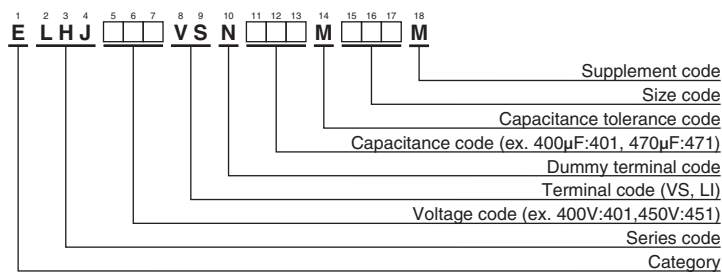 1 2 3 4 5 6 7 8 9 10 11 12 13 14 15 16 17 18
E L H J V S N M M
Supplement code
Size code
Capacitance tolerance code
Capacitance code (ex. 400µF:401, 470µF:471)
Dummy terminal code
Terminal code (VS, LI)
Voltage code (ex. 400V:401,450V:451)
Series code
Category